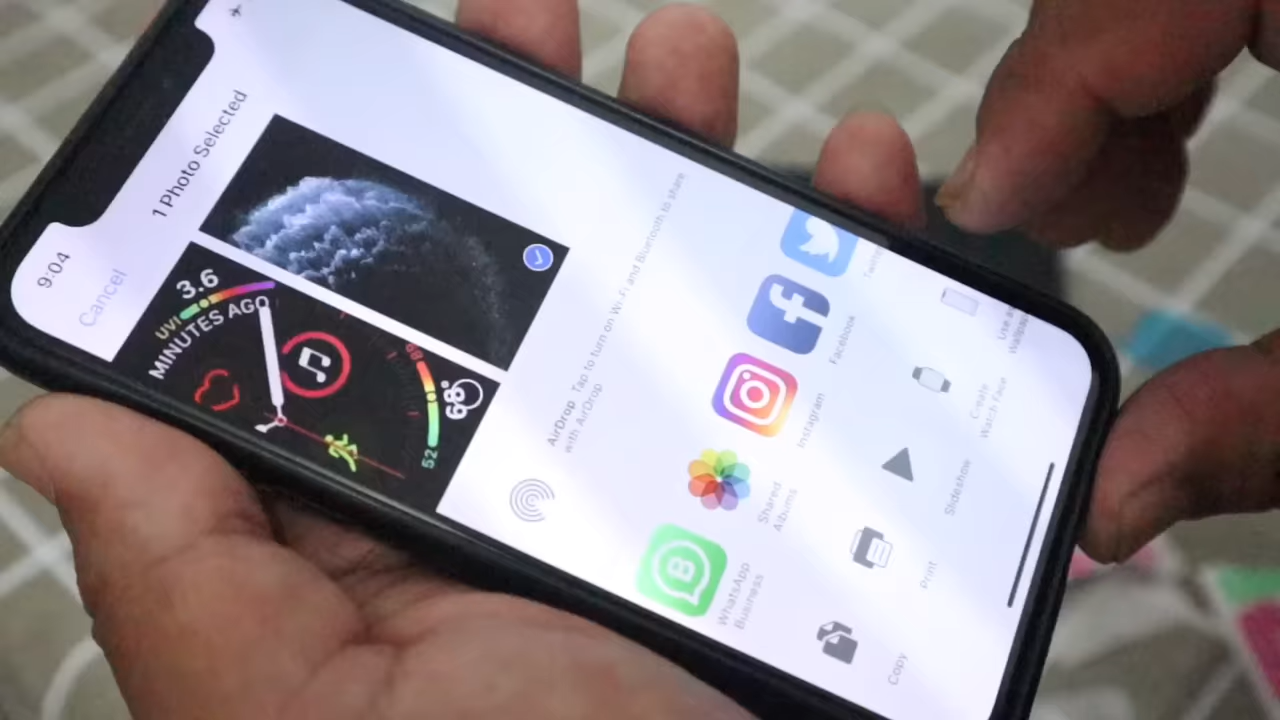 9:04
Cancel
1 Photo Selected
3.6
UVI
MINUTES AGO
88
68°
52
AirDrop Tap to turn on Wi-Fi and Bluetooth to share
with AirDrop
WhatsApp
Business
Shared
Albums
Instagram
Facebook
Copy
Print
Slideshow
Create
Watch Face
Use as